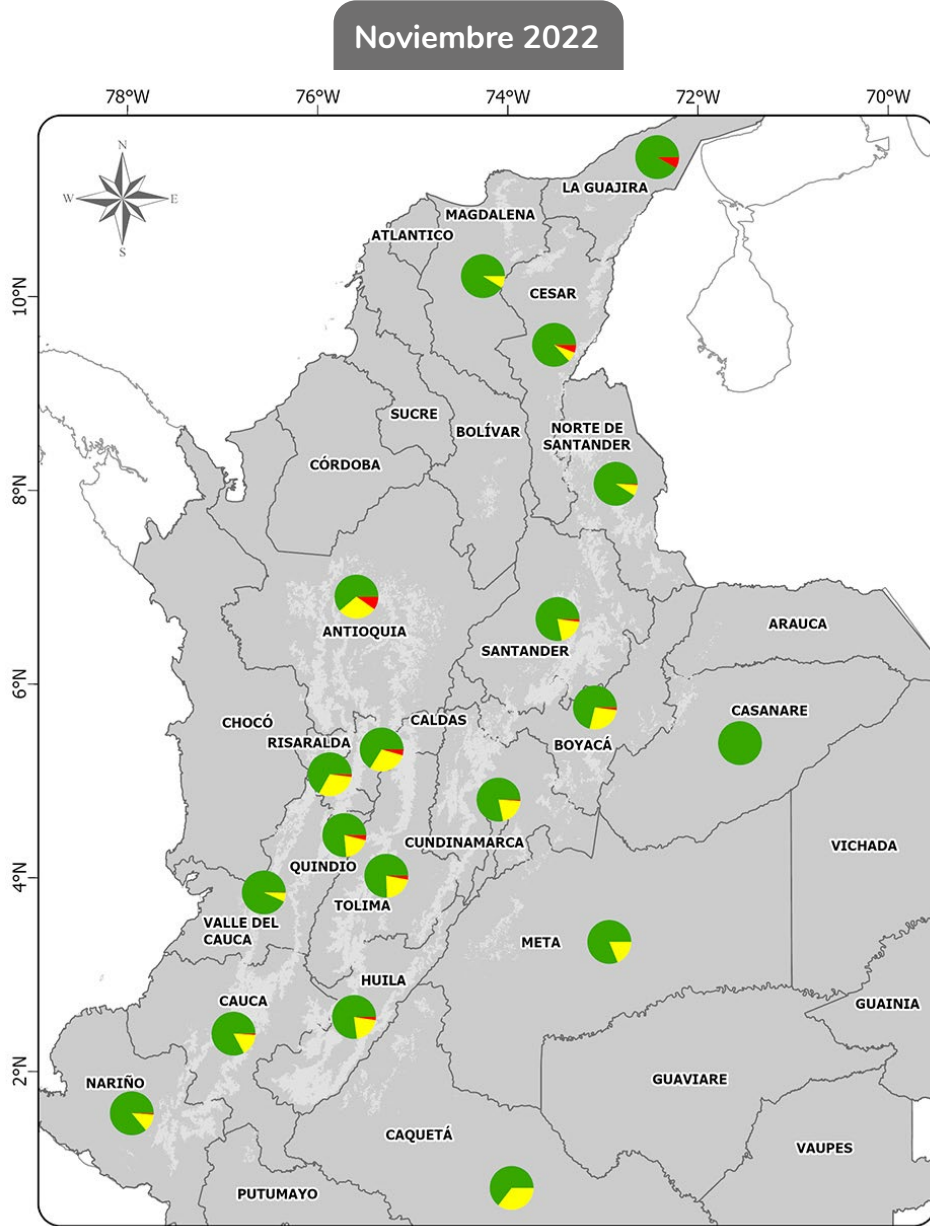 Noviembre 2022
78°W
76°W
74°W
72°W
70°W
N
W
E
S
LA GUAJIRA
MAGDALENA
ATLANTICO
10°N
CESAR
SUCRE
BOLÍVAR
NORTE DE
SANTANDER
CÓRDOBA
8°N
ANTIOQUIA
SANTANDER
ARAUCA
6°N
CHOCÓ
CALDAS
CASANARE
RISARALDA
BOYACÁ
CUNDINAMARCA
VICHADA
QUINDIO
4°N
TOLIMA
VALLE DEL
CAUCA
META
HUILA
CAUCA
GUAINIA
2°N
NARIÑO
GUAVIARE
CAQUETÁ
VAUPES
PUTUMAYO